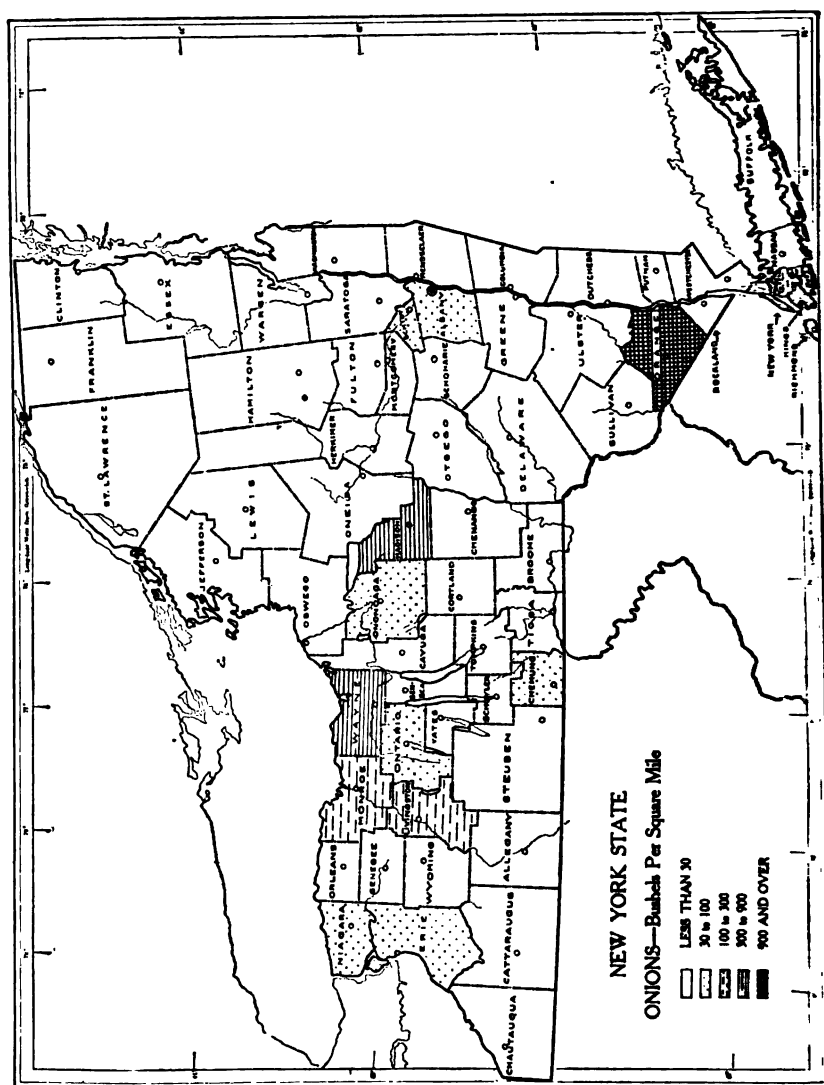 NEW YORK STATE
ONIONS—Bushels Per Square Mile
LESS THAN 30
30 to 100
100 to 300
300 to 900
900 AND OVER
CLINTON
FRANKLIN
ST. LAWRENCE
ESSEX
WARREN
HAMILTON
LEWIS
JEFFERSON
OSWEGO
ONEIDA
HERKIMER
FULTON
SARATOGA
MONTGOMERY
SCHOHARIE
ALBANY
OTSEGO
MADISON
ONONDAGA
CAYUGA
WAYNE
MONROE
ORLEANS
NIAGARA
ERIE
GENESEE
WYOMING
LIVINGSTON
ONTARIO
YATES
CORTLAND
CHENANGO
TOMPKINS
SCHUYLER
CHEMUNG
TIOGA
BROOME
DELAWARE
GREENE
COLUMBIA
ULSTER
SULLIVAN
DUTCHESS
PUTNAM
ORANGE
ROCKLAND
NEW YORK
KINGS
RICHMOND
NASSAU
SUFFOLK
STEUBEN
ALLEGANY
CATTARAUGUS
CHAUTAUQUA